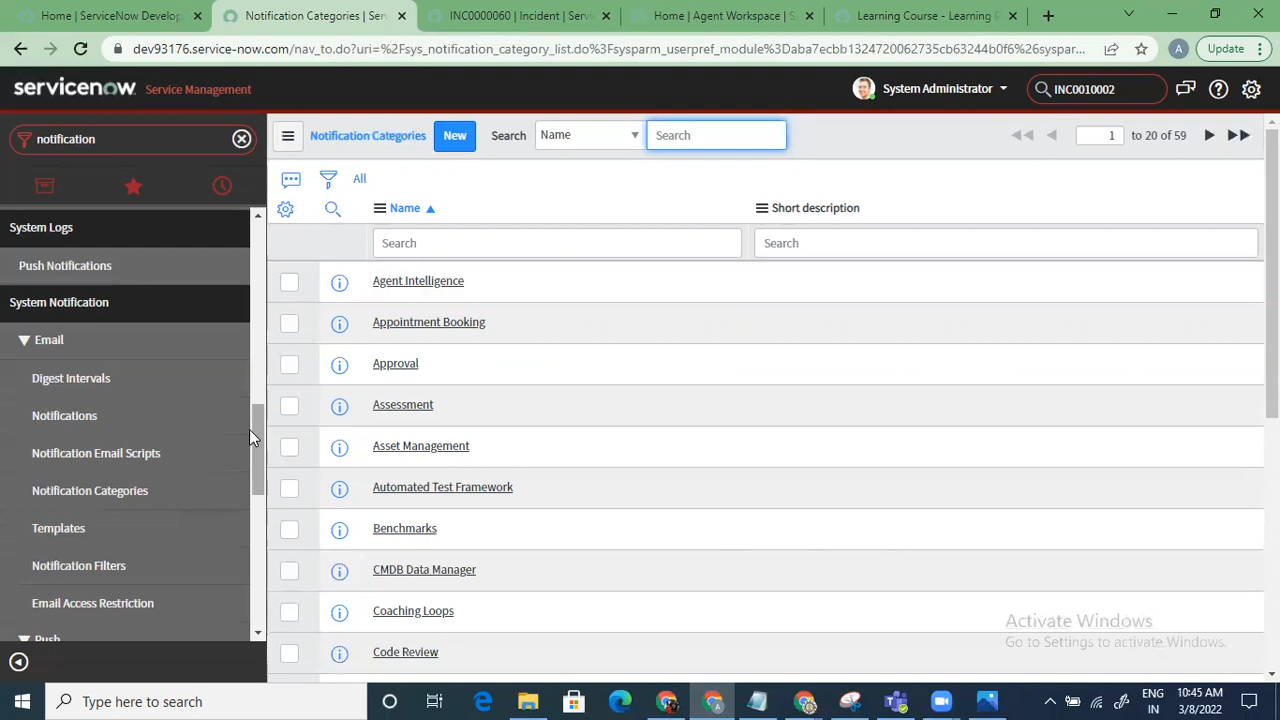 Home | ServiceNow Develop
Notification Categories | Serv
INC0000060 | Incident | Servic
Home | Agent Workspace | S
Learning Course - Learning P
dev93176.service-now.com/nav_to.do?uri=%2Fsys_notification_category_list.do%3Fsysparm_userpref_module%3Daba7ecbb1324720062735cb63244b0f6%26syspar...
A
Update
servicenow Service Management
System Administrator
INC0010002
notification
Notification Categories
New
Search
Name
Search
1
to 20 of 59
All
Name
Short description
Search
Search
System Logs
Push Notifications
System Notification
Email
Digest Intervals
Notifications
Notification Email Scripts
Notification Categories
Templates
Notification Filters
Email Access Restriction
Push
Agent Intelligence
Appointment Booking
Approval
Assessment
Asset Management
Automated Test Framework
Benchmarks
CMDB Data Manager
Coaching Loops
Code Review
Activate Windows
Go to Settings to activate Windows.
Type here to search
ENG
IN
10:45 AM
3/8/2022